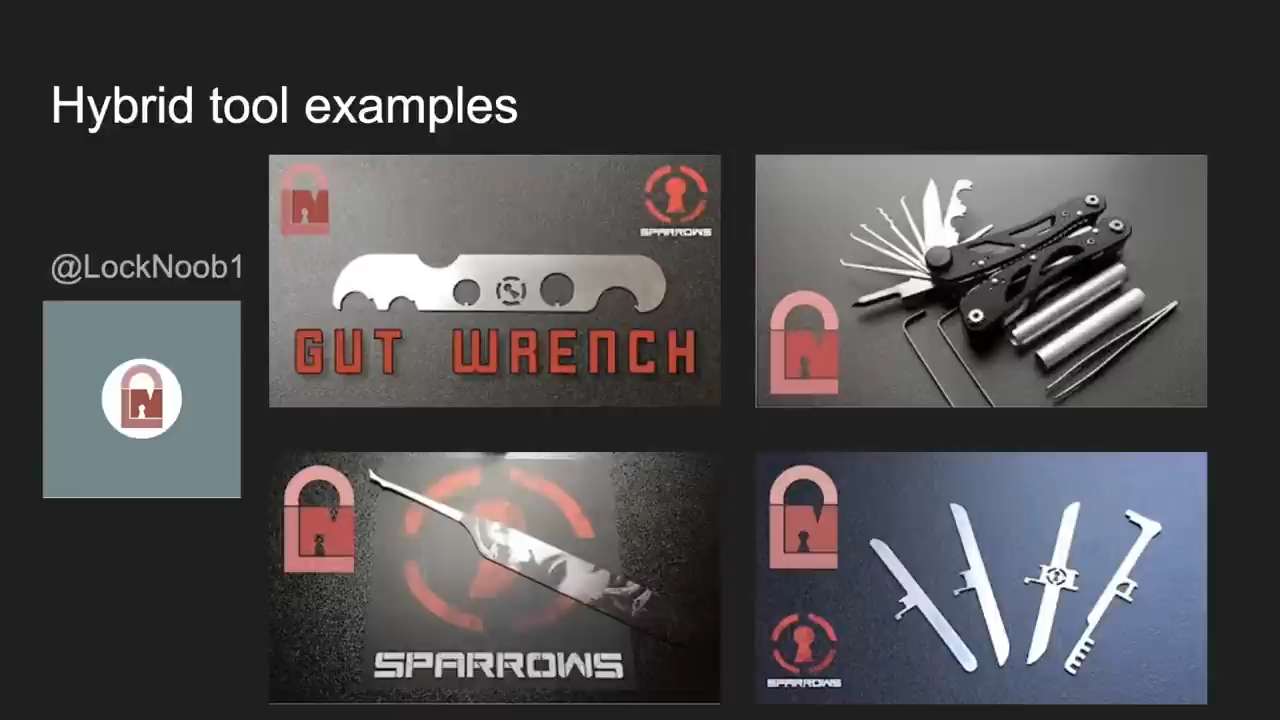 Hybrid tool examples
@LockNoob1
SPARROWS
GUT WRENCH
SPARROWS
SPARROWS